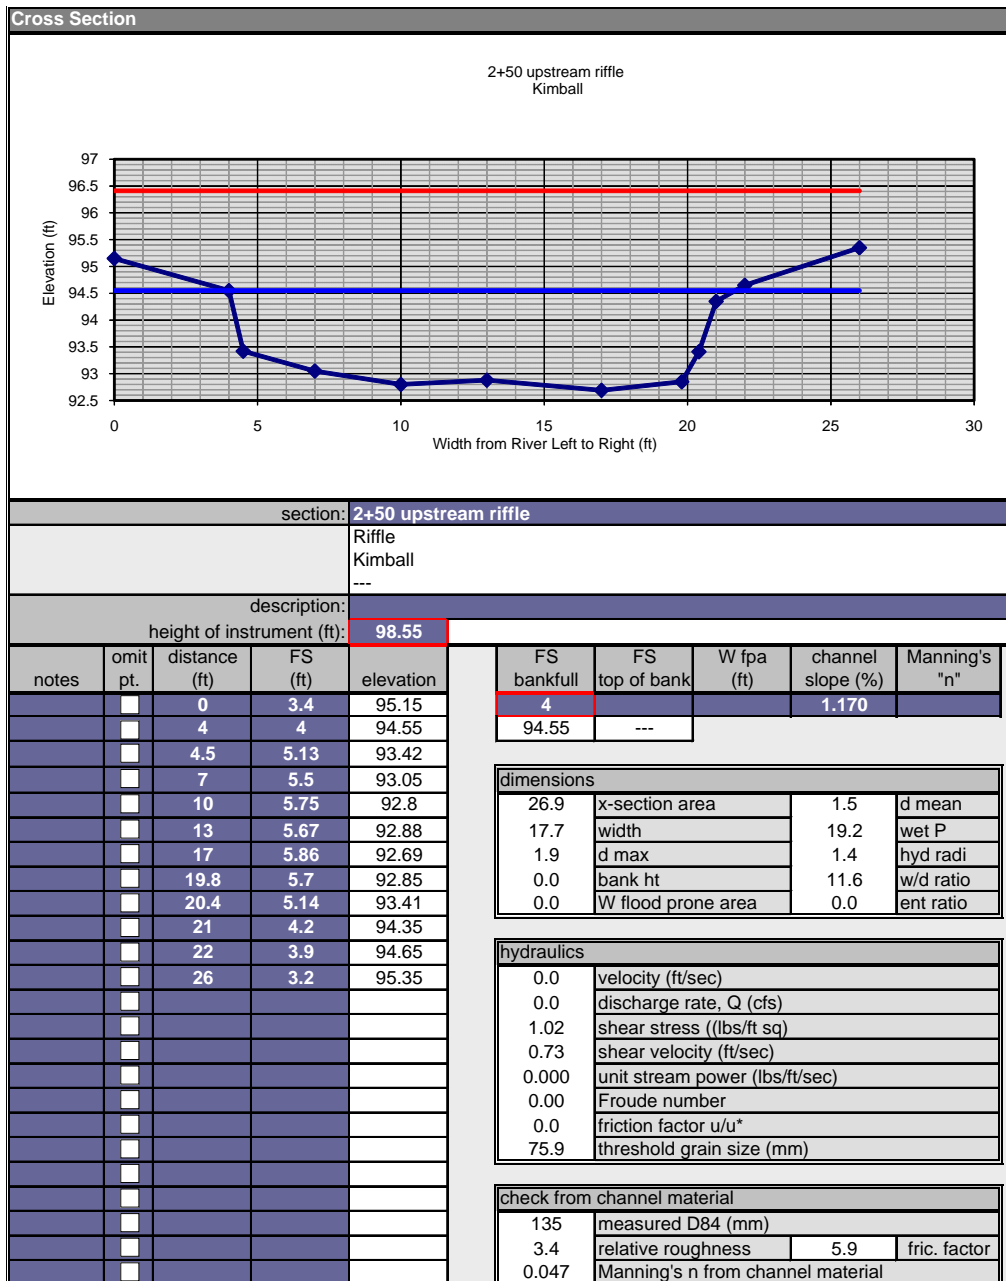 Cross Section
2+50 upstream riffle
Kimball
97
96.5
96
95.5
95
94.5
94
93.5
93
92.5
Elevation (ft)
0 5 10 15 20 25 30
Width from River Left to Right (ft)
section: 2+50 upstream riffle
Riffle
Kimball
---
description:
height of instrument (ft): 98.55
omit distance FS
notes pt. (ft) (ft) elevation
0 3.4 95.15
4 4 94.55
4.5 5.13 93.42
7 5.5 93.05
10 5.75 92.8
13 5.67 92.88
17 5.86 92.69
19.8 5.7 92.85
20.4 5.14 93.41
21 4.2 94.35
22 3.9 94.65
26 3.2 95.35
FS FS W fpa channel Manning's
bankfull top of bank (ft) slope (%) "n"
4 1.170
94.55 ---
dimensions
26.9 x-section area 1.5 d mean
17.7 width 19.2 wet P
1.9 d max 1.4 hyd radi
0.0 bank ht 11.6 w/d ratio
0.0 W flood prone area 0.0 ent ratio
hydraulics
0.0 velocity (ft/sec)
0.0 discharge rate, Q (cfs)
1.02 shear stress ((lbs/ft sq)
0.73 shear velocity (ft/sec)
0.000 unit stream power (lbs/ft/sec)
0.00 Froude number
0.0 friction factor u/u*
75.9 threshold grain size (mm)
check from channel material
135 measured D84 (mm)
3.4 relative roughness 5.9 fric. factor
0.047 Manning's n from channel material